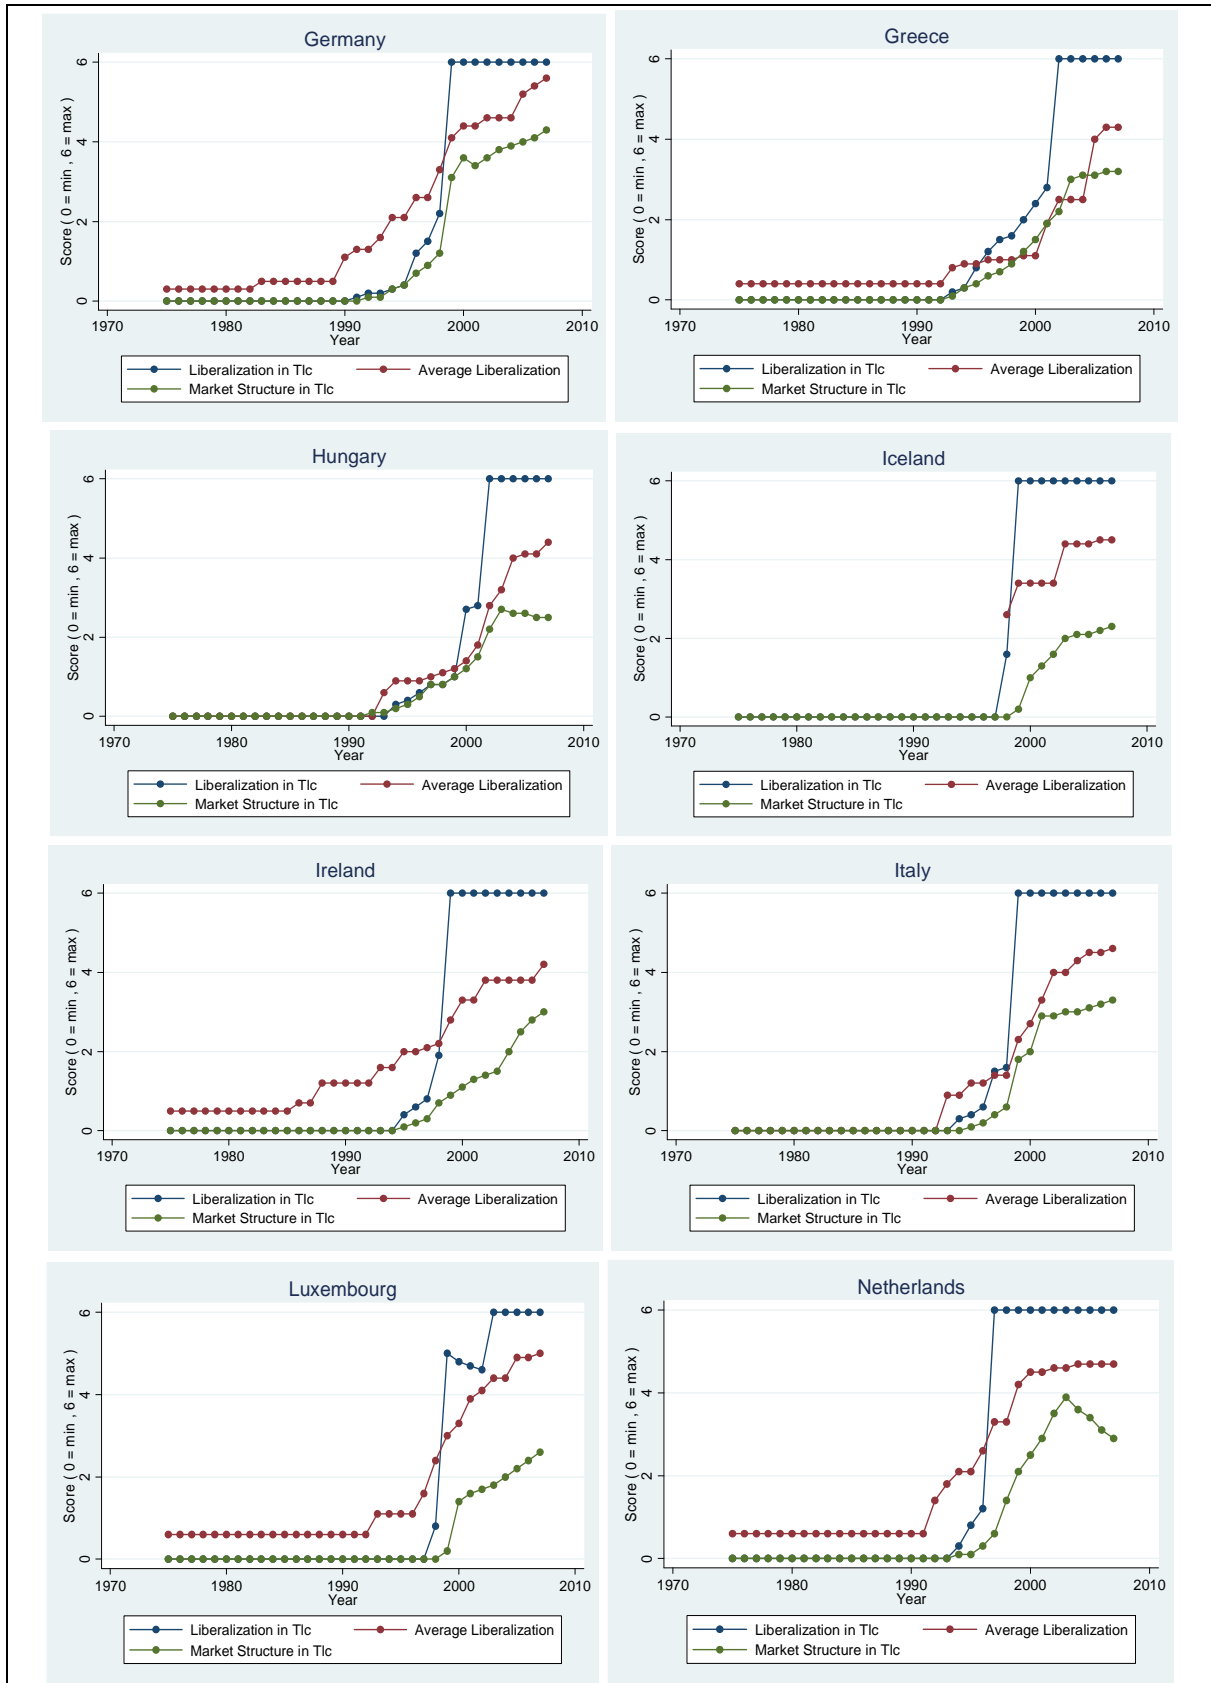 Germany
Score ( 0 = min , 6 = max )
0
2
4
6
1970
1980
1990
2000
2010
Year
Liberalization in Tlc
Average Liberalization
Market Structure in Tlc
Greece
Score ( 0 = min , 6 = max )
0
2
4
6
1970
1980
1990
2000
2010
Year
Liberalization in Tlc
Average Liberalization
Market Structure in Tlc
Hungary
Score ( 0 = min , 6 = max )
0
2
4
6
1970
1980
1990
2000
2010
Year
Liberalization in Tlc
Average Liberalization
Market Structure in Tlc
Iceland
Score ( 0 = min , 6 = max )
0
2
4
6
1970
1980
1990
2000
2010
Year
Liberalization in Tlc
Average Liberalization
Market Structure in Tlc
Ireland
Score ( 0 = min , 6 = max )
0
2
4
6
1970
1980
1990
2000
2010
Year
Liberalization in Tlc
Average Liberalization
Market Structure in Tlc
Italy
Score ( 0 = min , 6 = max )
0
2
4
6
1970
1980
1990
2000
2010
Year
Liberalization in Tlc
Average Liberalization
Market Structure in Tlc
Luxembourg
Score ( 0 = min , 6 = max )
0
2
4
6
1970
1980
1990
2000
2010
Year
Liberalization in Tlc
Average Liberalization
Market Structure in Tlc
Netherlands
Score ( 0 = min , 6 = max )
0
2
4
6
1970
1980
1990
2000
2010
Year
Liberalization in Tlc
Average Liberalization
Market Structure in Tlc